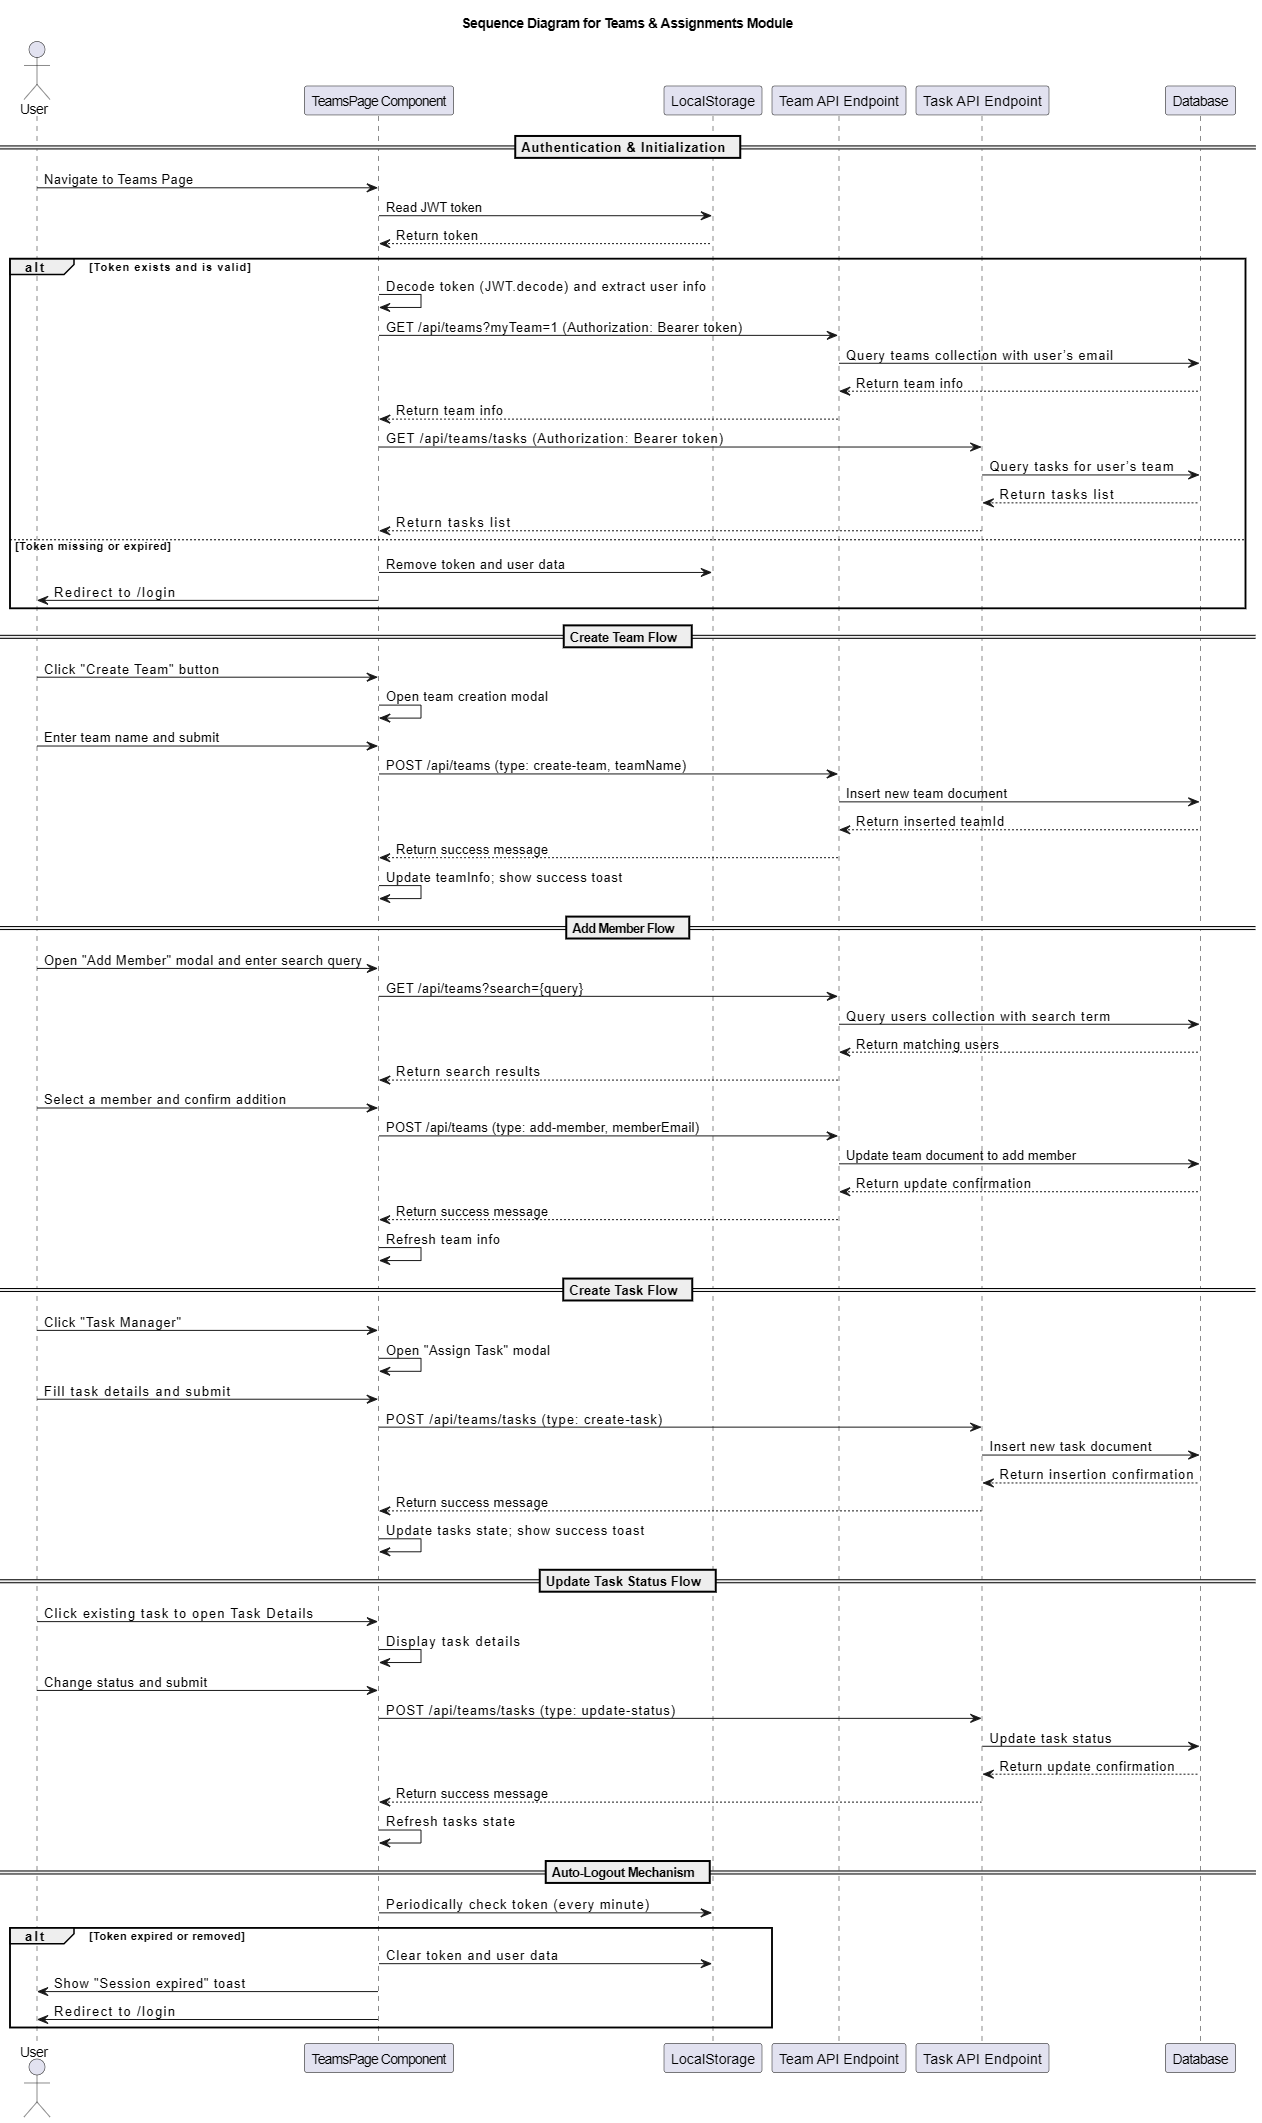 Sequence Diagram for Teams & Assignments Module
User
TeamsPage Component
LocalStorage
Team API Endpoint
Task API Endpoint
Database
Authentication & Initialization
Navigate to Teams Page
Read JWT token
Return token
alt
[Token exists and is valid]
Decode token (JWT.decode) and extract user info
GET /api/teams?myTeam=1 (Authorization: Bearer token)
Query teams collection with user's email
Return team info
Return team info
GET /api/teams/tasks (Authorization: Bearer token)
Query tasks for user's team
Return tasks list
Return tasks list
[Token missing or expired]
Remove token and user data
Redirect to /login
Create Team Flow
Click "Create Team" button
Open team creation modal
Enter team name and submit
POST /api/teams (type: create-team, teamName)
Insert new team document
Return inserted teamId
Return success message
Update teamInfo; show success toast
Add Member Flow
Open "Add Member" modal and enter search query
GET /api/teams?search={query}
Query users collection with search term
Return matching users
Return search results
Select a member and confirm addition
POST /api/teams (type: add-member, memberEmail)
Update team document to add member
Return update confirmation
Return success message
Refresh team info
Create Task Flow
Click "Task Manager"
Open "Assign Task" modal
Fill task details and submit
POST /api/teams/tasks (type: create-task)
Insert new task document
Return insertion confirmation
Return success message
Update tasks state; show success toast
Update Task Status Flow
Click existing task to open Task Details
Display task details
Change status and submit
POST /api/teams/tasks (type: update-status)
Update task status
Return update confirmation
Return success message
Refresh tasks state
Auto-Logout Mechanism
Periodically check token (every minute)
alt
[Token expired or removed]
Clear token and user data
Show "Session expired" toast
Redirect to /login
User
TeamsPage Component
LocalStorage
Team API Endpoint
Task API Endpoint
Database